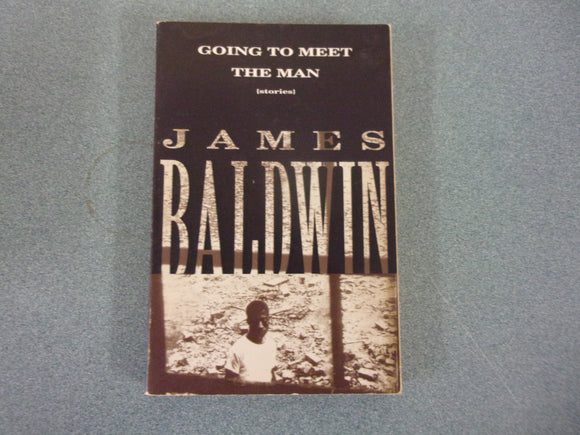 GOING TO MEET
THE MAN
[stories]
JAMES
BALDWIN